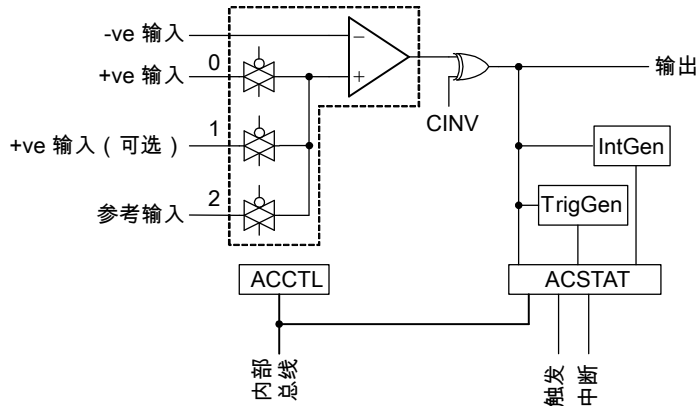 -ve 输入
+ve 输入
0
+ve 输入（可选）
1
参考输入
2
−
+
CINV
输出
IntGen
TrigGen
ACCTL
ACSTAT
内部
总线
触发
中断